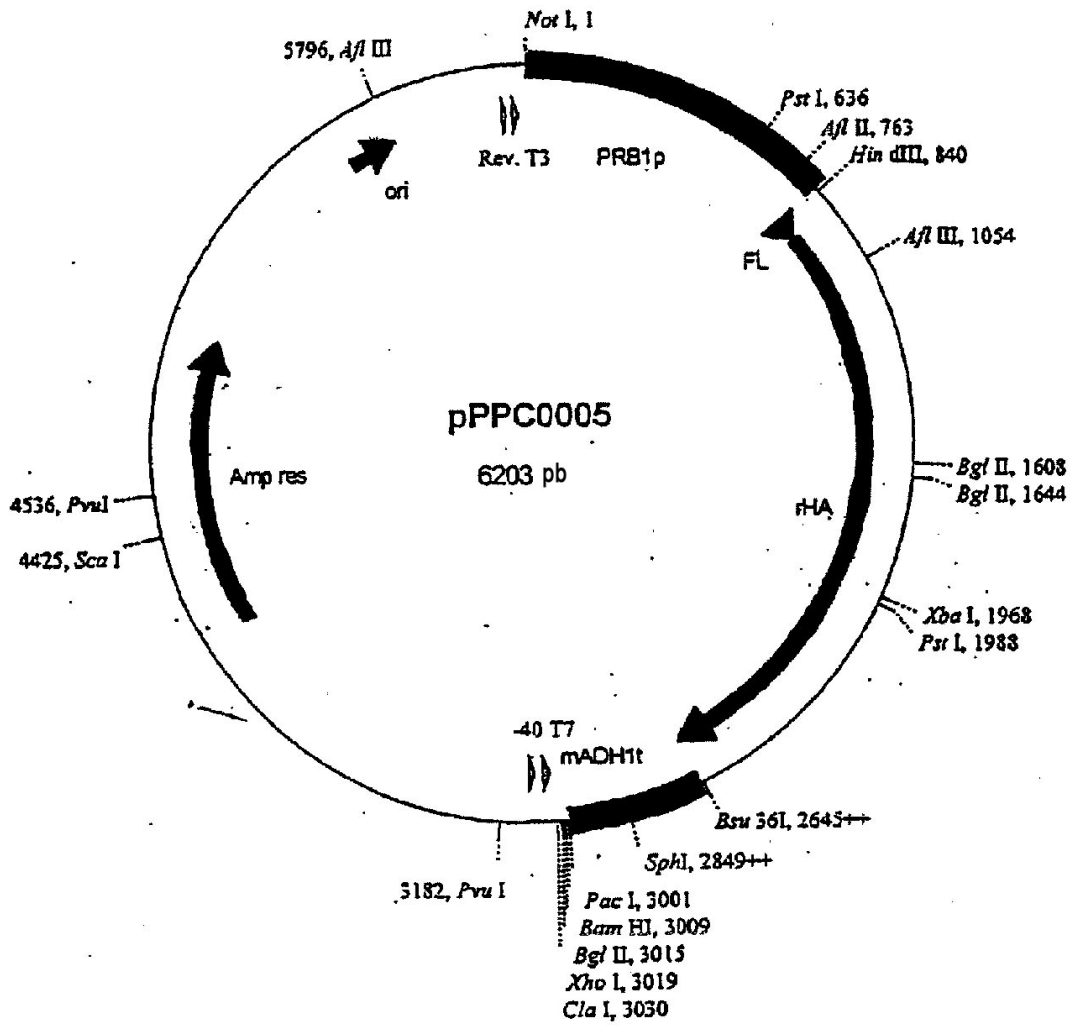 Not I, 1
5796, Afl III
Pst I, 636
Afl II, 763
Hin dIII, 840
Rev. T3
PRB1p
ori
Afl III, 1054
FL
pPPC0005
6203 pb
Amp res
Bgl II, 1608
Bgl II, 1644
4536, PvuI
rHA
4425, Sca I
Xba I, 1968
Pst I, 1988
-40 T7
mADH1t
Bsu 36I, 2645++
SphI, 2849++
3182, Pvu I
Pac I, 3001
Bam HI, 3009
Bgl II, 3015
Xho I, 3019
Cla I, 3030